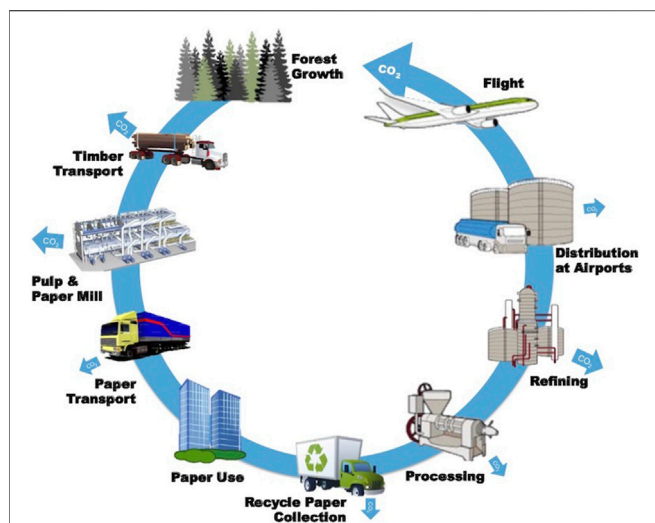 Forest
Growth
CO₂
Flight
CO₂
Timber
Transport
CO₂
CO₂
Distribution
at Airports
Pulp &
Paper Mill
CO₂
Paper
Transport
CO₂
Refining
Paper Use
Recycle Paper
Collection
CO₂
Processing
CO₂